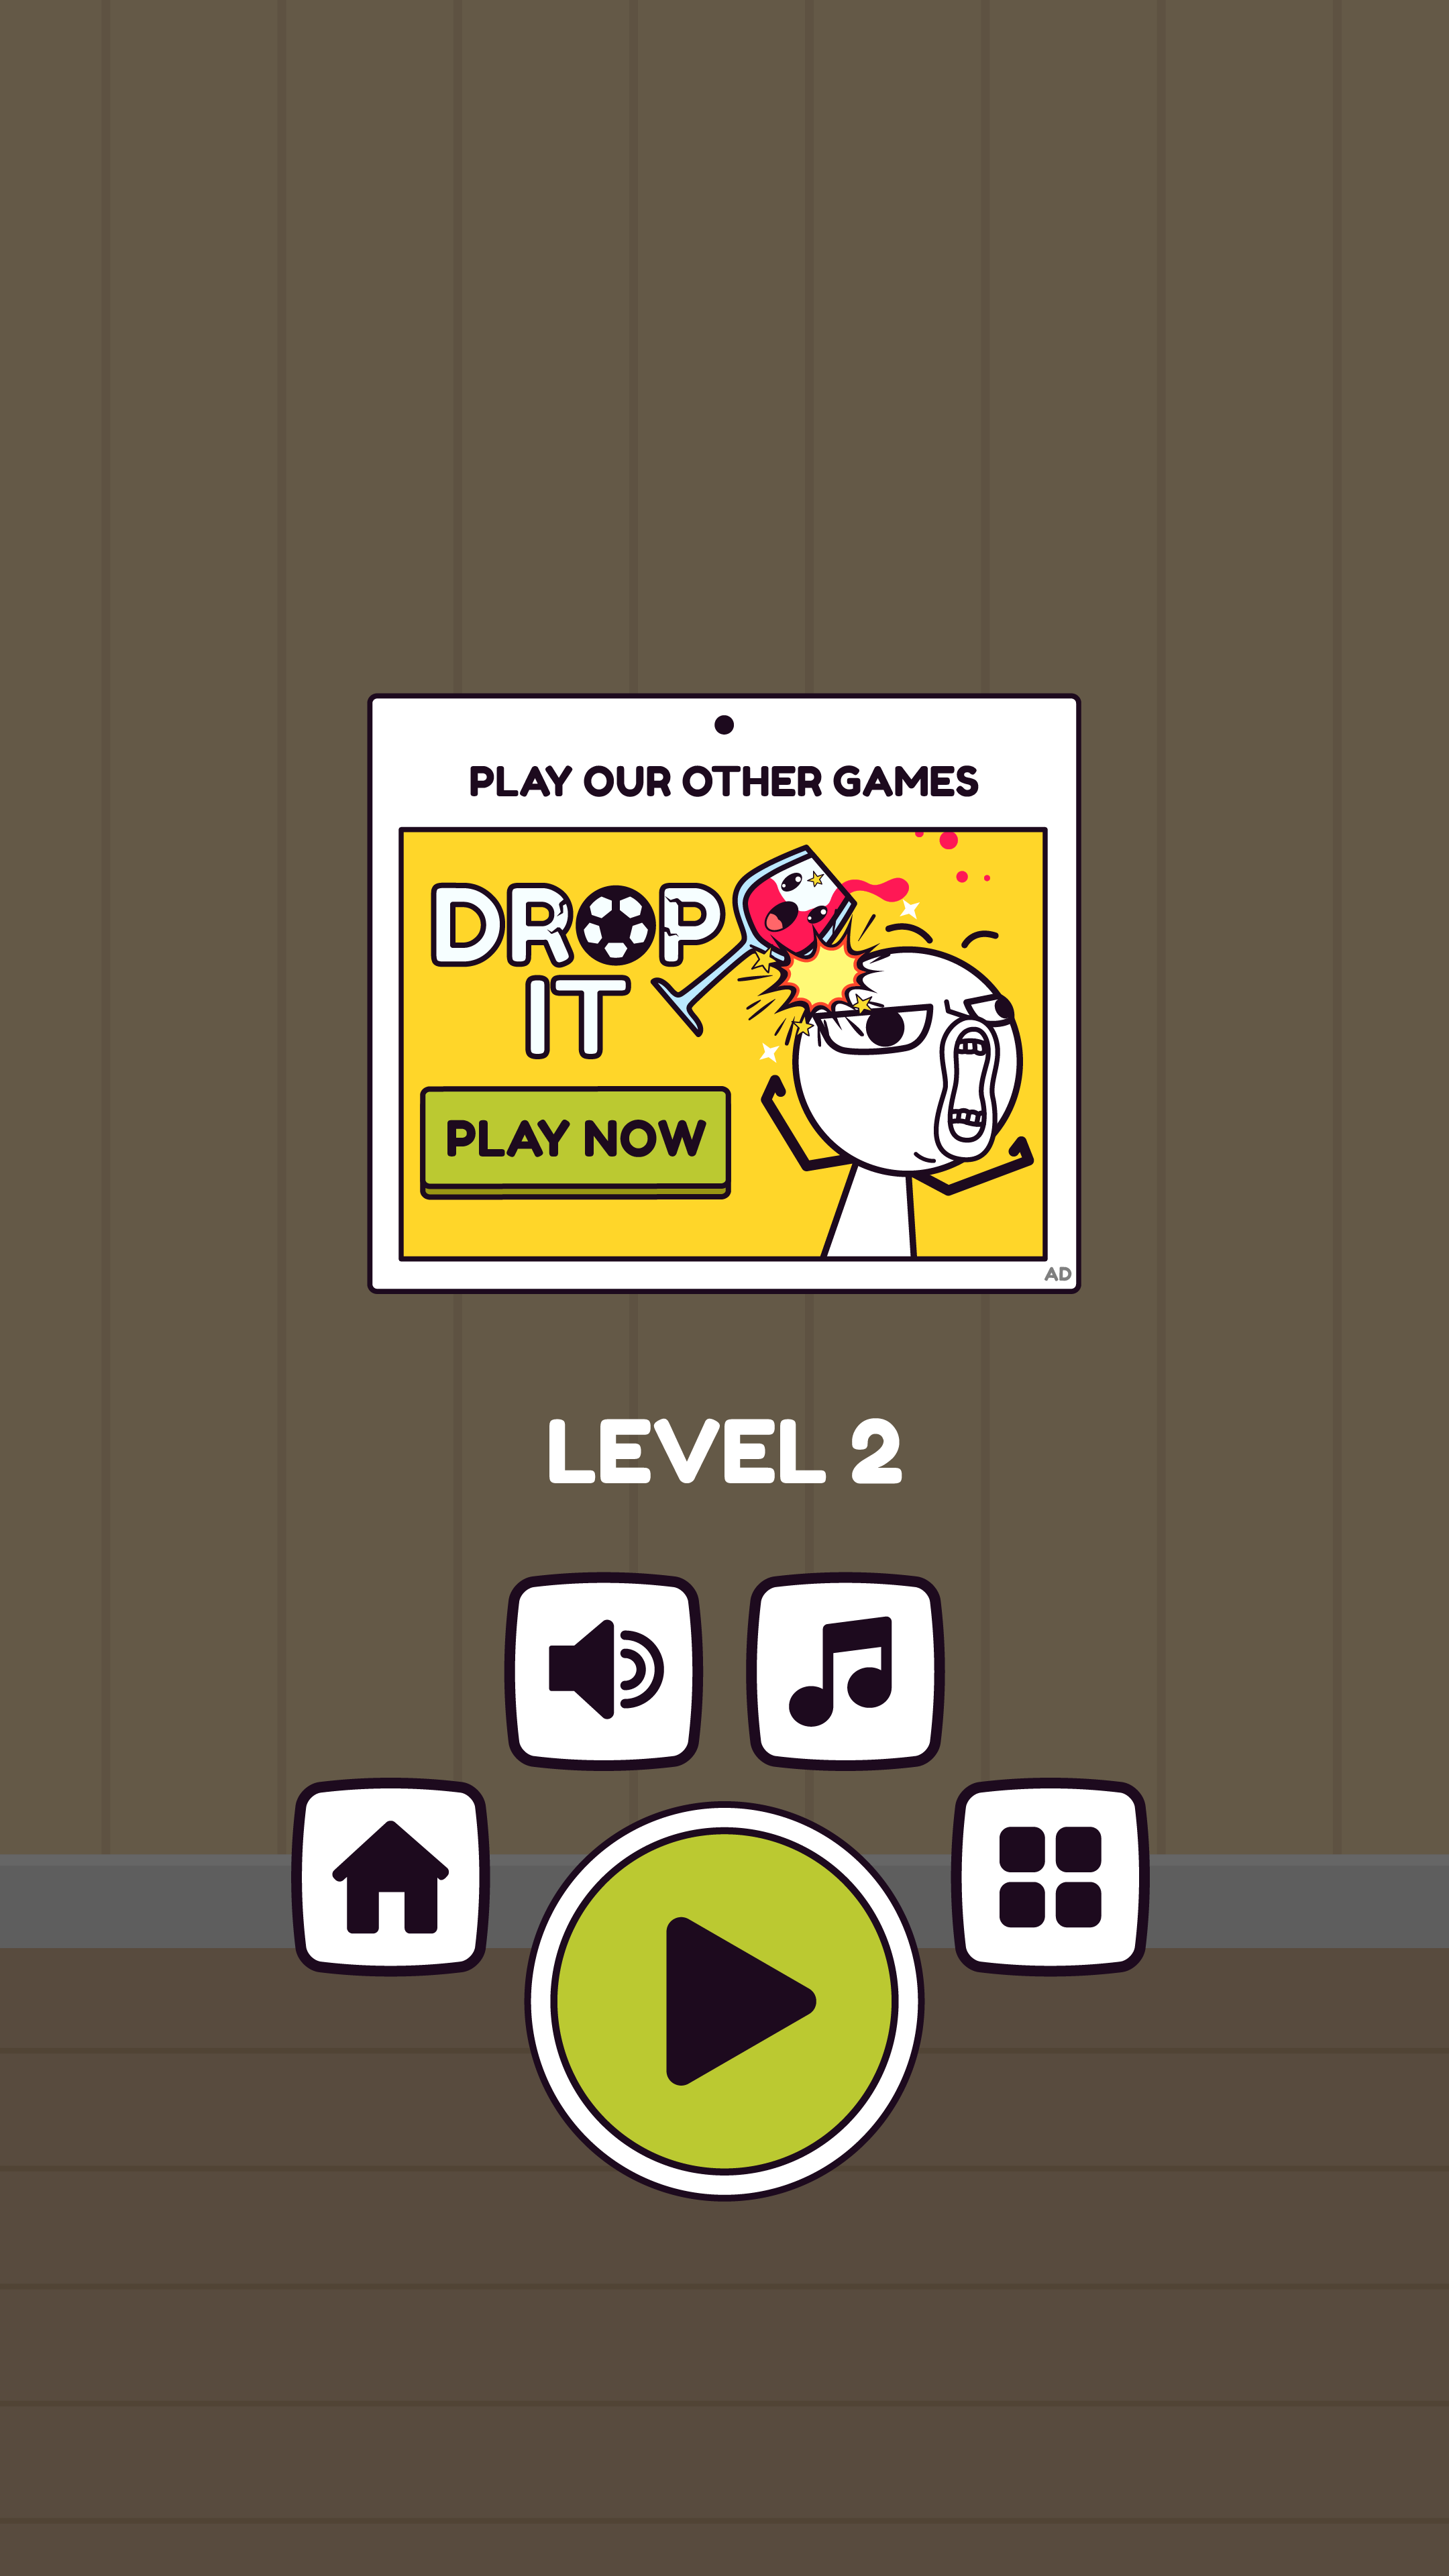 PLAY OUR OTHER GAMES
DROP
IT
PLAY NOW
AD
LEVEL 2